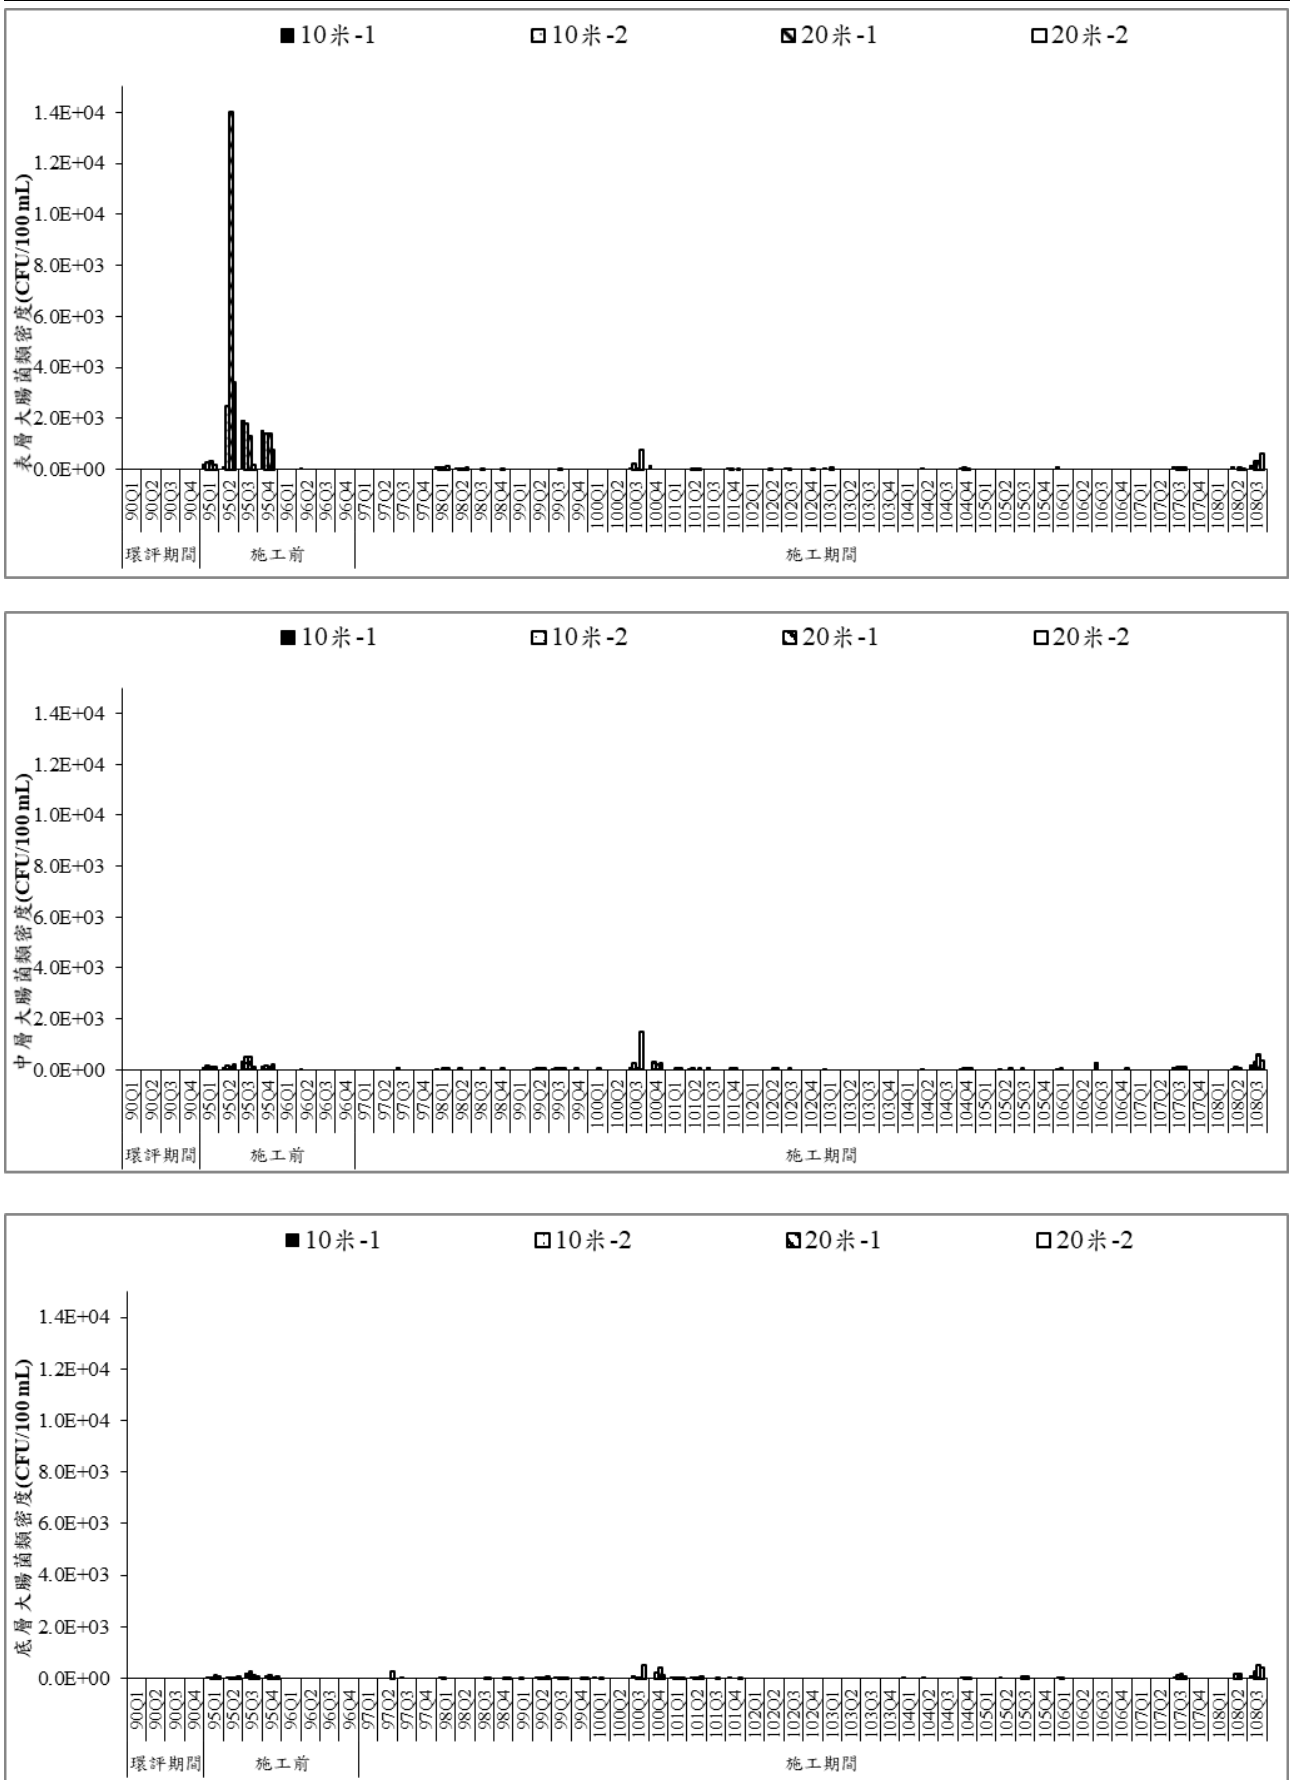 10米-1 10米-2 20米-1 20米-2
表層大腸菌類密度(CFU/100 mL)
1.4E+04
1.2E+04
1.0E+04
8.0E+03
6.0E+03
4.0E+03
2.0E+03
0.0E+00
90Q1 90Q2 90Q3 90Q4 95Q1 95Q2 95Q3 95Q4 96Q1 96Q2 96Q3 96Q4 97Q1 97Q2 97Q3 97Q4 98Q1 98Q2 98Q3 98Q4 99Q1 99Q2 99Q3 99Q4 100Q1 100Q2 100Q3 100Q4 101Q1 101Q2 101Q3 101Q4 102Q1 102Q2 102Q3 102Q4 103Q1 103Q2 103Q3 103Q4 104Q1 104Q2 104Q3 104Q4 105Q1 105Q2 105Q3 105Q4 106Q1 106Q2 106Q3 106Q4 107Q1 107Q2 107Q3 107Q4 108Q1 108Q2 108Q3
環評期間 施工前 施工期間
10米-1 10米-2 20米-1 20米-2
中層大腸菌類密度(CFU/100 mL)
1.4E+04
1.2E+04
1.0E+04
8.0E+03
6.0E+03
4.0E+03
2.0E+03
0.0E+00
90Q1 90Q2 90Q3 90Q4 95Q1 95Q2 95Q3 95Q4 96Q1 96Q2 96Q3 96Q4 97Q1 97Q2 97Q3 97Q4 98Q1 98Q2 98Q3 98Q4 99Q1 99Q2 99Q3 99Q4 100Q1 100Q2 100Q3 100Q4 101Q1 101Q2 101Q3 101Q4 102Q1 102Q2 102Q3 102Q4 103Q1 103Q2 103Q3 103Q4 104Q1 104Q2 104Q3 104Q4 105Q1 105Q2 105Q3 105Q4 106Q1 106Q2 106Q3 106Q4 107Q1 107Q2 107Q3 107Q4 108Q1 108Q2 108Q3
環評期間 施工前 施工期間
10米-1 10米-2 20米-1 20米-2
底層大腸菌類密度(CFU/100 mL)
1.4E+04
1.2E+04
1.0E+04
8.0E+03
6.0E+03
4.0E+03
2.0E+03
0.0E+00
90Q1 90Q2 90Q3 90Q4 95Q1 95Q2 95Q3 95Q4 96Q1 96Q2 96Q3 96Q4 97Q1 97Q2 97Q3 97Q4 98Q1 98Q2 98Q3 98Q4 99Q1 99Q2 99Q3 99Q4 100Q1 100Q2 100Q3 100Q4 101Q1 101Q2 101Q3 101Q4 102Q1 102Q2 102Q3 102Q4 103Q1 103Q2 103Q3 103Q4 104Q1 104Q2 104Q3 104Q4 105Q1 105Q2 105Q3 105Q4 106Q1 106Q2 106Q3 106Q4 107Q1 107Q2 107Q3 107Q4 108Q1 108Q2 108Q3
環評期間 施工前 施工期間